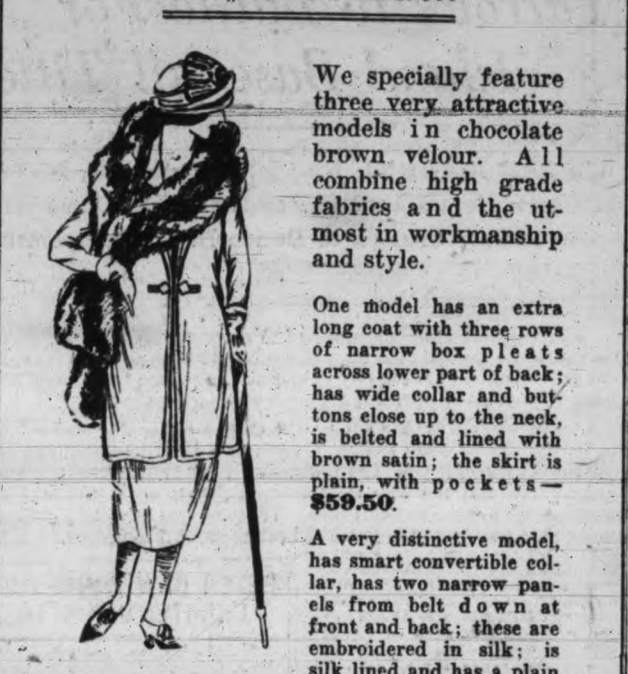 We specially feature
three very attractive
models in chocolate
brown velour. All
combine high grade
fabrics and the ut-
most in workmanship
and style.
One model has an extra
long coat with three rows
of narrow box pleats
across lower part of back;
has wide collar and but-
tons close up to the neck,
is belted and lined with
brown satin; the skirt is
plain, with pockets—
$59.50.
A very distinctive model,
has smart convertible col-
lar, has two narrow pan-
els from belt down at
front and back; these are
embroidered in silk; is
silk lined and has a plain